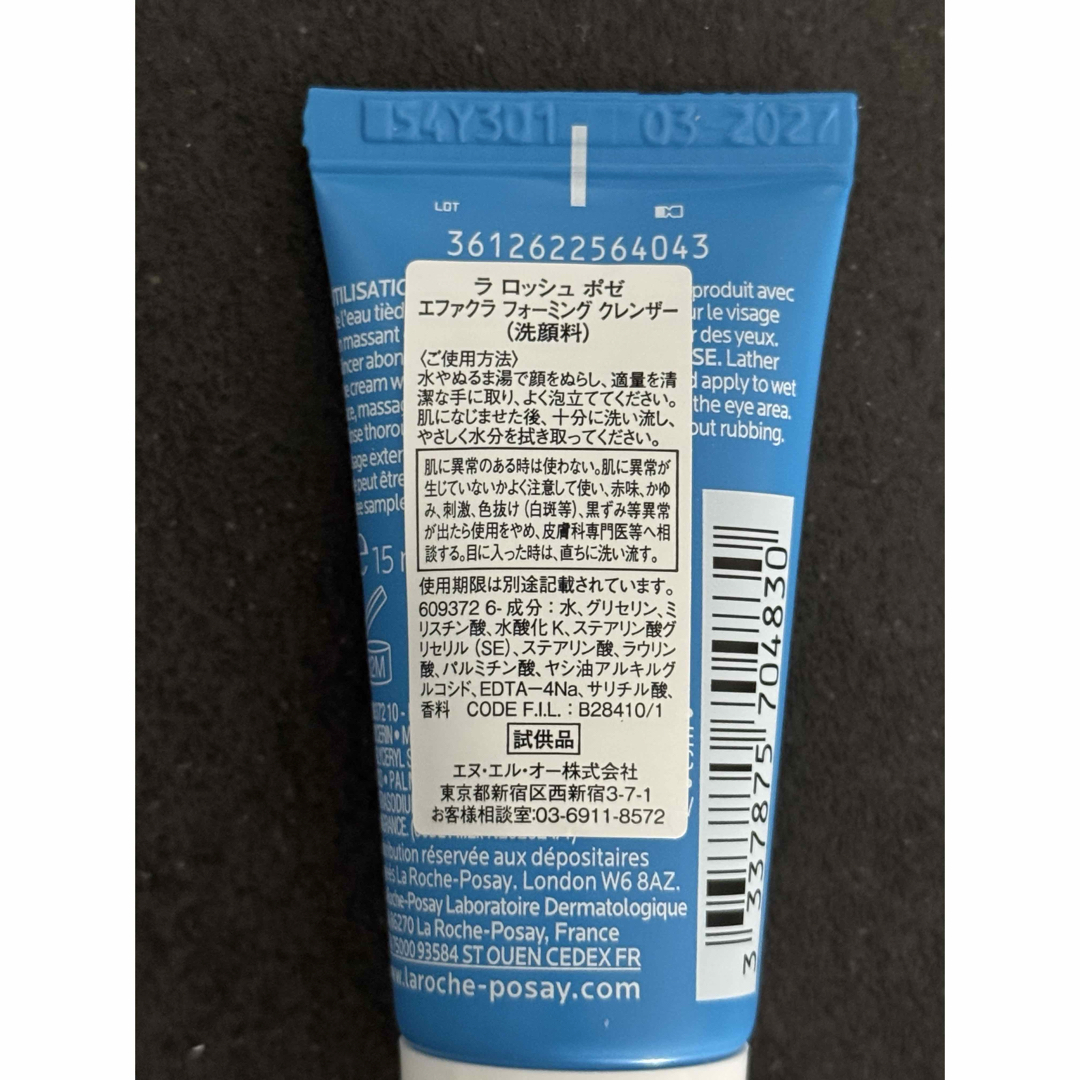 54Y301 03 2027
LOT
3612622564043
ラ ロッシュ ポゼ
エファクラ フォーミング クレンザー
(洗顔料)
〈ご使用方法〉
水やぬるま湯で顔をぬらし、適量を清
潔な手に取り、よく泡立ててください。
肌になじませた後、十分に洗い流し、
やさしく水分を拭き取ってください。
肌に異常のある時は使わない。肌に異常が
生じていないかよく注意して使い、赤味、かゆ
み、刺激、色抜け(白斑等)、黒ずみ等異常
が出たら使用をやめ、皮膚科専門医等へ相
談する。目に入った時は、直ちに洗い流す。
使用期限は別途記載されています。
609372 6- 成分:水、グリセリン、ミ
リスチン酸、水酸化K、ステアリン酸グ
リセリル(SE)、ステアリン酸、ラウリン
酸、パルミチン酸、ヤシ油アルキルグ
ルコシド、EDTA-4Na、サリチル酸、
香料 CODE F.I.L. : B28410/1
試供品
エヌ・エル・オー株式会社
東京都新宿区西新宿3-7-1
お客様相談室:03-6911-8572
produit avec
le visage
des yeux.
Lather
apply to wet
the eye area.
rubbing.
15
réservée aux dépositaires
La Roche-Posay. London W6 8AZ.
Laboratoire Dermatologique
La Roche-Posay, France
93584 ST OUEN CEDEX FR
laroche-posay.com
3 337875 704830